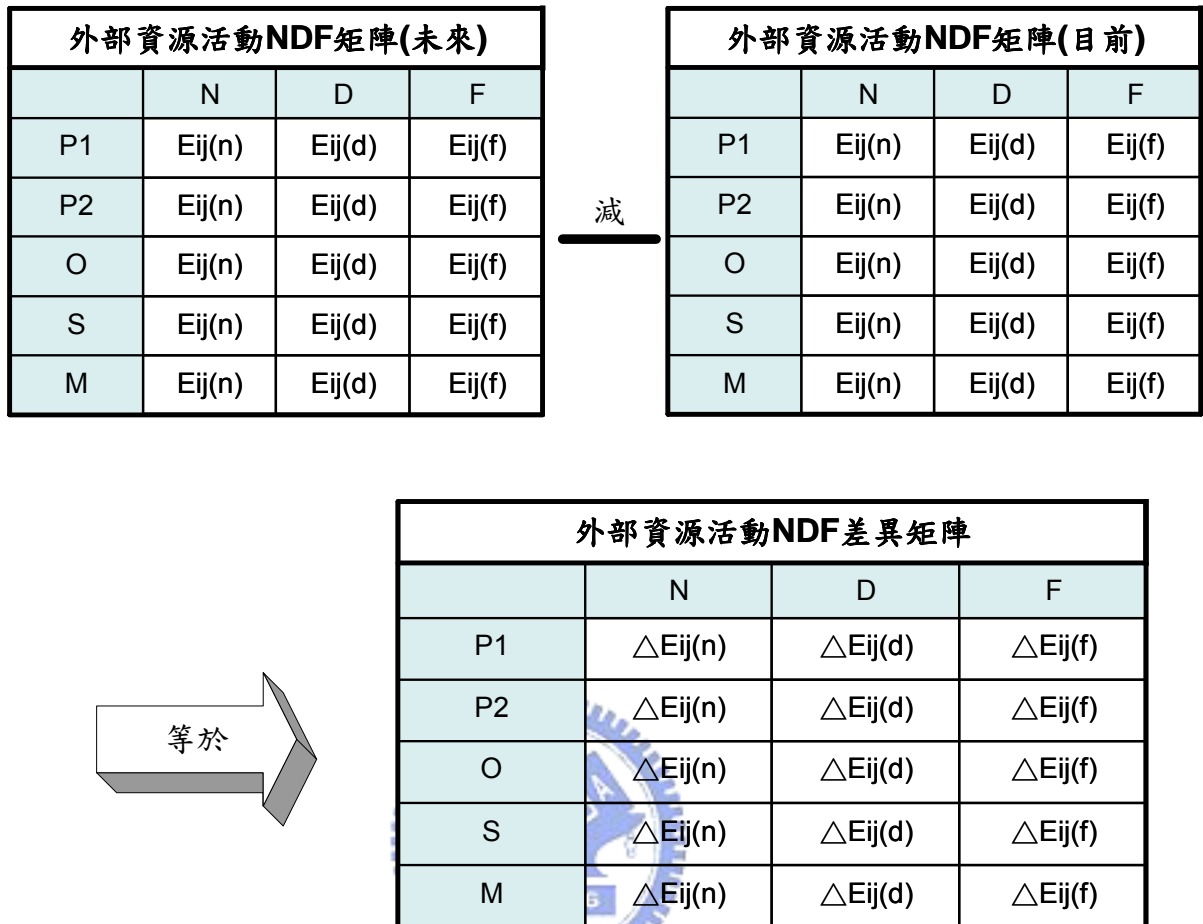 外部資源活動NDF矩陣(未來)
N D F
P1 Eij(n) Eij(d) Eij(f)
P2 Eij(n) Eij(d) Eij(f)
O Eij(n) Eij(d) Eij(f)
S Eij(n) Eij(d) Eij(f)
M Eij(n) Eij(d) Eij(f)
減
外部資源活動NDF矩陣(目前)
N D F
P1 Eij(n) Eij(d) Eij(f)
P2 Eij(n) Eij(d) Eij(f)
O Eij(n) Eij(d) Eij(f)
S Eij(n) Eij(d) Eij(f)
M Eij(n) Eij(d) Eij(f)
等於
外部資源活動NDF差異矩陣
N D F
P1 △Eij(n) △Eij(d) △Eij(f)
P2 △Eij(n) △Eij(d) △Eij(f)
O △Eij(n) △Eij(d) △Eij(f)
S △Eij(n) △Eij(d) △Eij(f)
M △Eij(n) △Eij(d) △Eij(f)